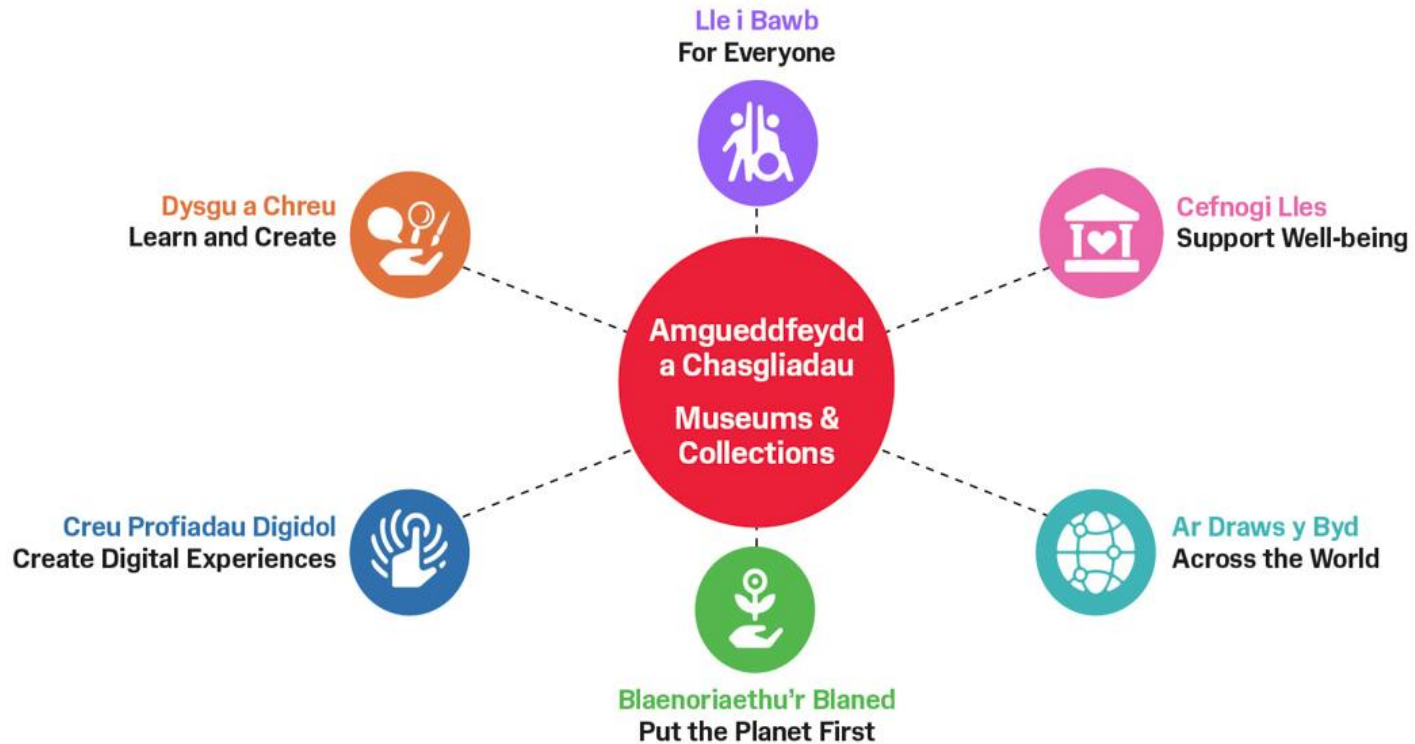 Lle i Bawb
For Everyone
Dysgu a Chreu
Learn and Create
Cefnogi Lles
Support Well-being
Amgueddfeydd
a Chasgliadau
Museums &
Collections
Creu Profiadau Digidol
Create Digital Experiences
Ar Draws y Byd
Across the World
Blaenoriaethu’r Blaned
Put the Planet First